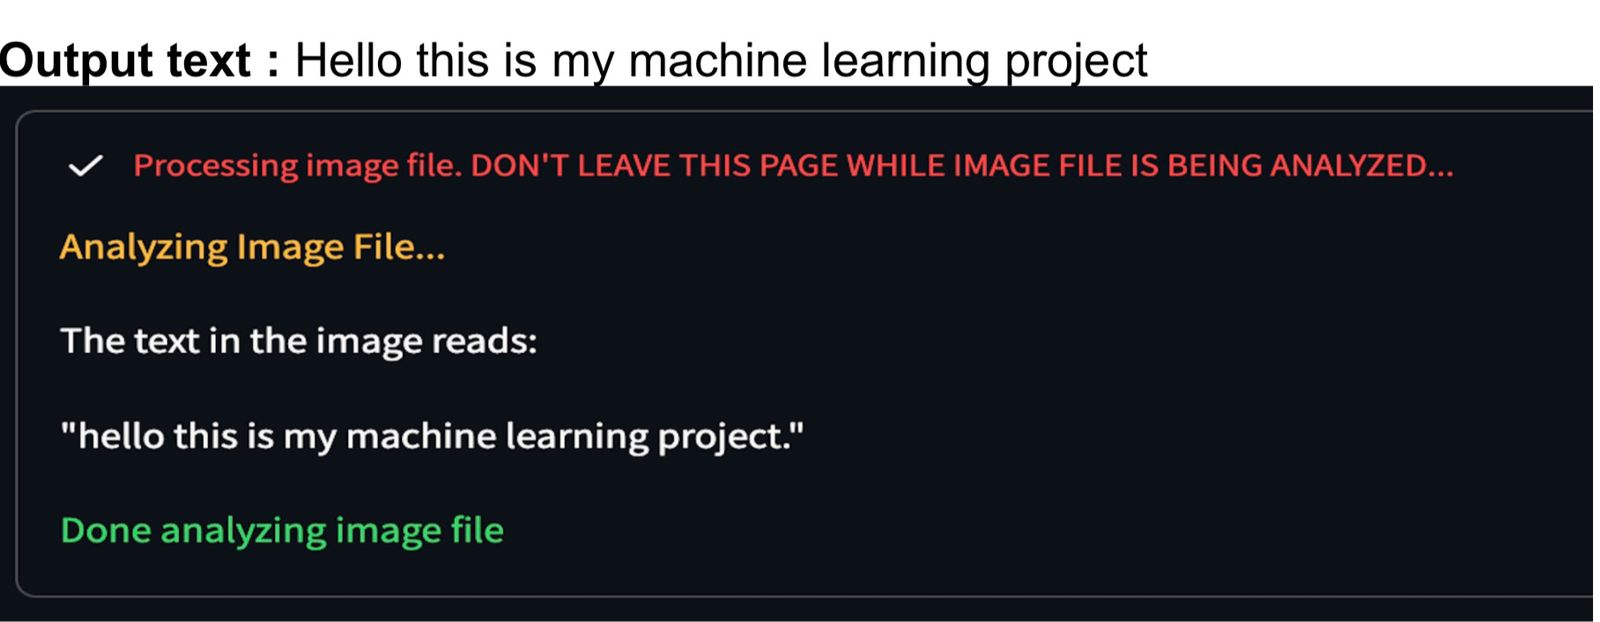 Output text : Hello this is my machine learning project
Processing image file. DON'T LEAVE THIS PAGE WHILE IMAGE FILE IS BEING ANALYZED...
Analyzing Image File...
The text in the image reads:
"hello this is my machine learning project."
Done analyzing image file